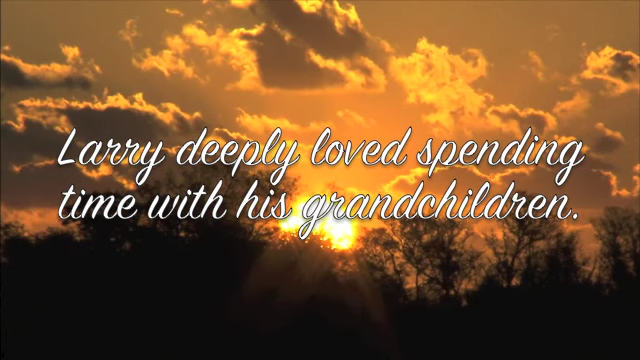 Larry deeply loved spending
time with his grandchildren.